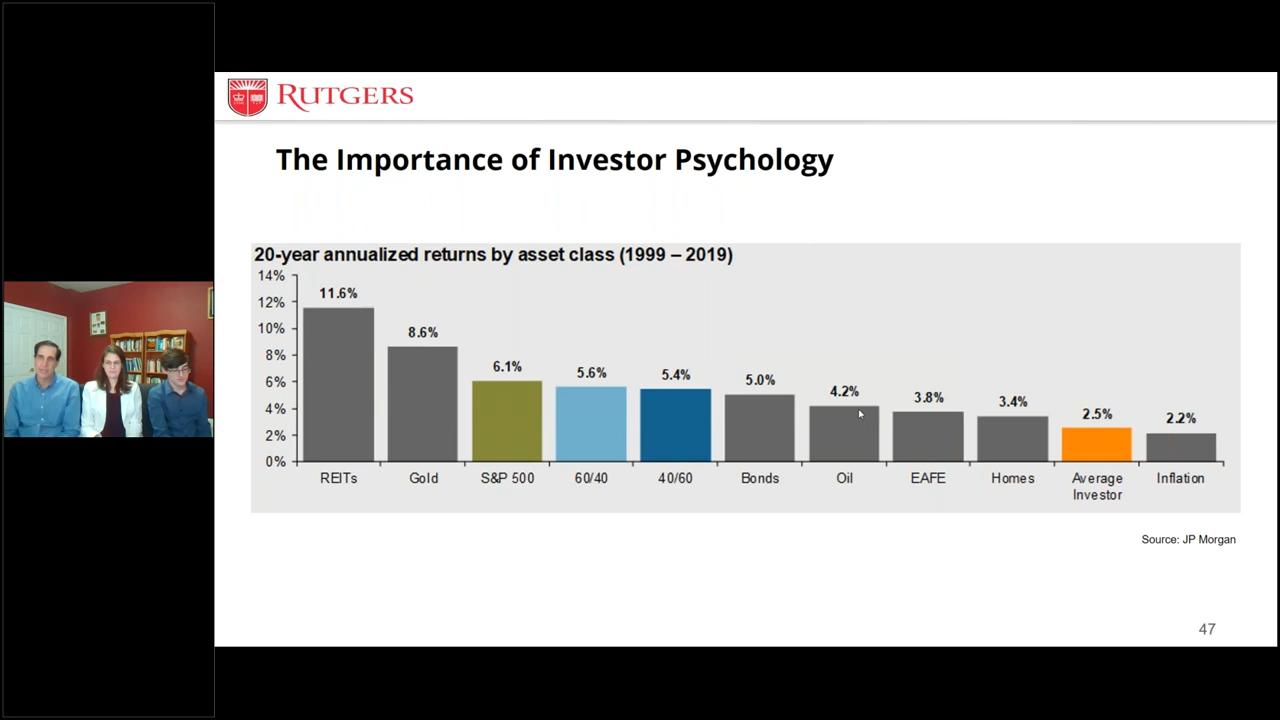 RUTGERS
The Importance of Investor Psychology
20-year annualized returns by asset class (1999 – 2019)
14%
12%
10%
8%
6%
4%
2%
0%
11.6%
8.6%
6.1%
5.6%
5.4%
5.0%
4.2%
3.8%
3.4%
2.5%
2.2%
REITs
Gold
S&P 500
60/40
40/60
Bonds
Oil
EAFE
Homes
Average
Investor
Inflation
Source: JP Morgan
47